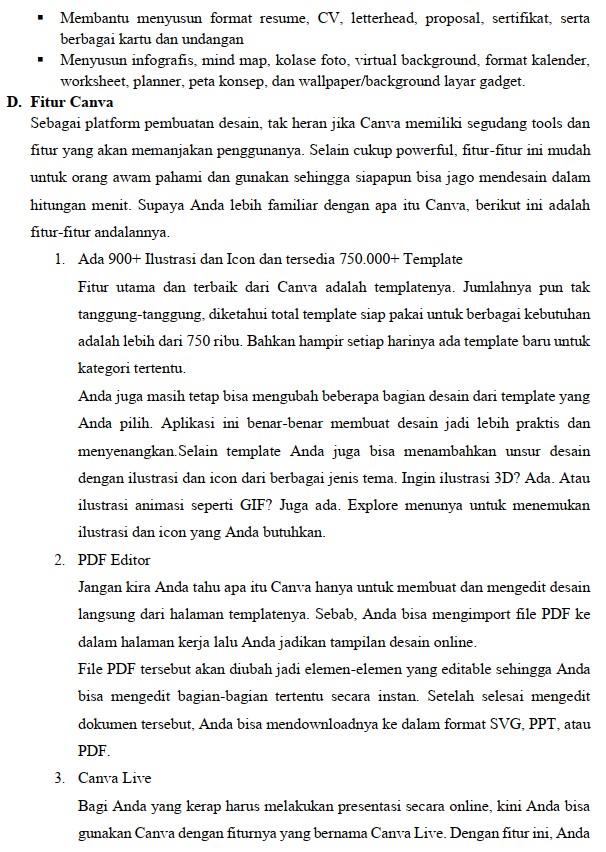 ▪ Membantu menyusun format resume, CV, letterhead, proposal, sertifikat, serta
berbagai kartu dan undangan
▪ Menyusun infografis, mind map, kolase foto, virtual background, format kalender,
worksheet, planner, peta konsep, dan wallpaper/background layar gadget.
D. Fitur Canva
Sebagai platform pembuatan desain, tak heran jika Canva memiliki segudang tools dan
fitur yang akan memanjakan penggunanya. Selain cukup powerful, fitur-fitur ini mudah
untuk orang awam pahami dan gunakan sehingga siapapun bisa jago mendesain dalam
hitungan menit. Supaya Anda lebih familiar dengan apa itu Canva, berikut ini adalah
fitur-fitur andalannya.
1. Ada 900+ Ilustrasi dan Icon dan tersedia 750.000+ Template
Fitur utama dan terbaik dari Canva adalah templatenya. Jumlahnya pun tak
tanggung-tanggung, diketahui total template siap pakai untuk berbagai kebutuhan
adalah lebih dari 750 ribu. Bahkan hampir setiap harinya ada template baru untuk
kategori tertentu.
Anda juga masih tetap bisa mengubah beberapa bagian desain dari template yang
Anda pilih. Aplikasi ini benar-benar membuat desain jadi lebih praktis dan
menyenangkan.Selain template Anda juga bisa menambahkan unsur desain
dengan ilustrasi dan icon dari berbagai jenis tema. Ingin ilustrasi 3D? Ada. Atau
ilustrasi animasi seperti GIF? Juga ada. Explore menunya untuk menemukan
ilustrasi dan icon yang Anda butuhkan.
2. PDF Editor
Jangan kira Anda tahu apa itu Canva hanya untuk membuat dan mengedit desain
langsung dari halaman templatenya. Sebab, Anda bisa mengimport file PDF ke
dalam halaman kerja lalu Anda jadikan tampilan desain online.
File PDF tersebut akan diubah jadi elemen-elemen yang editable sehingga Anda
bisa mengedit bagian-bagian tertentu secara instan. Setelah selesai mengedit
dokumen tersebut, Anda bisa mendownloadnya ke dalam format SVG, PPT, atau
PDF.
3. Canva Live
Bagi Anda yang kerap harus melakukan presentasi secara online, kini Anda bisa
gunakan Canva dengan fiturnya yang bernama Canva Live. Dengan fitur ini, Anda